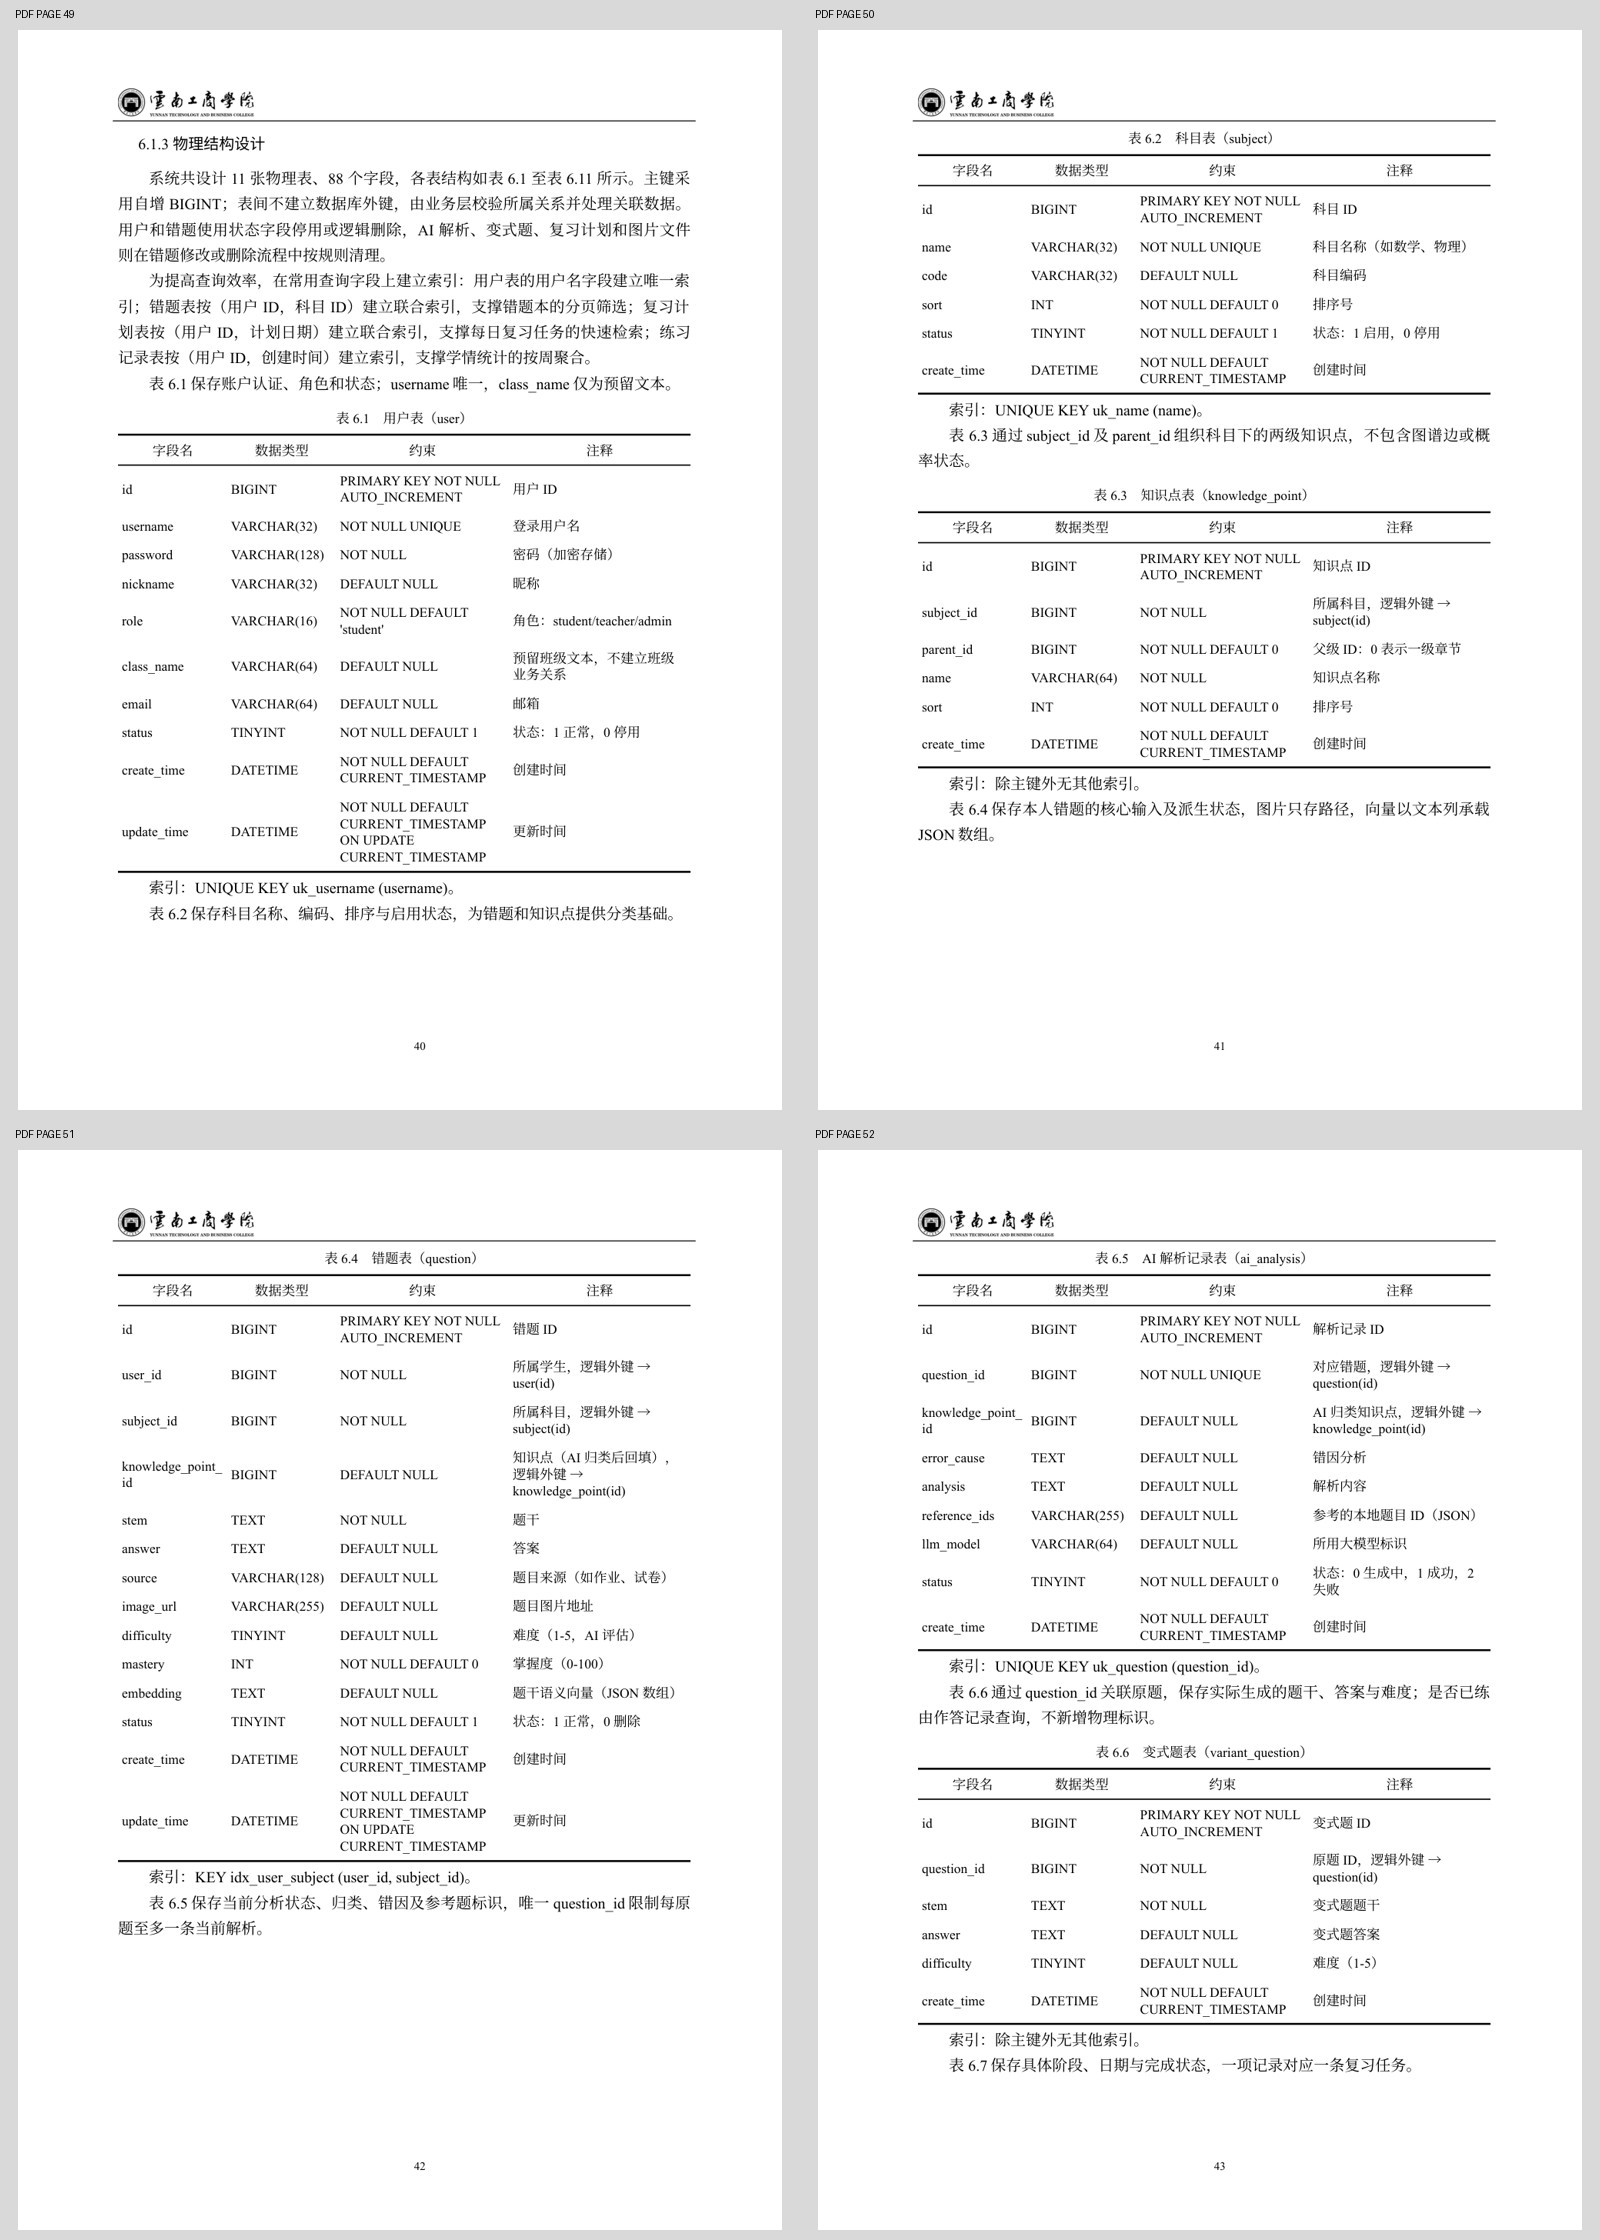 PDF PAGE 49
雲南工商學院
YUNNAN TECHNOLOGY AND BUSINESS COLLEGE
6.1.3 物理结构设计
系统共设计 11 张物理表、88 个字段，各表结构如表 6.1 至表 6.11 所示。主键采
用自增 BIGINT；表间不建立数据库外键，由业务层校验所属关系并处理关联数据。
用户和错题使用状态字段停用或逻辑删除，AI 解析、变式题、复习计划和图片文件
则在错题修改或删除流程中按规则清理。
为提高查询效率，在常用查询字段上建立索引：用户表的用户名字段建立唯一索
引；错题表按（用户 ID，科目 ID）建立联合索引，支撑错题本的分页筛选；复习计
划表按（用户 ID，计划日期）建立联合索引，支撑每日复习任务的快速检索；练习
记录表按（用户 ID，创建时间）建立索引，支撑学情统计的按周聚合。
表 6.1 保存账户认证、角色和状态；username 唯一，class_name 仅为预留文本。
表 6.1 用户表（user）
字段名 数据类型 约束 注释
id BIGINT PRIMARY KEY NOT NULL AUTO_INCREMENT 用户 ID
username VARCHAR(32) NOT NULL UNIQUE 登录用户名
password VARCHAR(128) NOT NULL 密码（加密存储）
nickname VARCHAR(32) DEFAULT NULL 昵称
role VARCHAR(16) NOT NULL DEFAULT 'student' 角色：student/teacher/admin
class_name VARCHAR(64) DEFAULT NULL 预留班级文本，不建立班级业务关系
email VARCHAR(64) DEFAULT NULL 邮箱
status TINYINT NOT NULL DEFAULT 1 状态：1 正常，0 停用
create_time DATETIME NOT NULL DEFAULT CURRENT_TIMESTAMP 创建时间
update_time DATETIME NOT NULL DEFAULT CURRENT_TIMESTAMP ON UPDATE CURRENT_TIMESTAMP 更新时间
索引：UNIQUE KEY uk_username (username)。
表 6.2 保存科目名称、编码、排序与启用状态，为错题和知识点提供分类基础。
40
PDF PAGE 50
雲南工商學院
YUNNAN TECHNOLOGY AND BUSINESS COLLEGE
表 6.2 科目表（subject）
字段名 数据类型 约束 注释
id BIGINT PRIMARY KEY NOT NULL AUTO_INCREMENT 科目 ID
name VARCHAR(32) NOT NULL UNIQUE 科目名称（如数学、物理）
code VARCHAR(32) DEFAULT NULL 科目编码
sort INT NOT NULL DEFAULT 0 排序号
status TINYINT NOT NULL DEFAULT 1 状态：1 启用，0 停用
create_time DATETIME NOT NULL DEFAULT CURRENT_TIMESTAMP 创建时间
索引：UNIQUE KEY uk_name (name)。
表 6.3 通过 subject_id 及 parent_id 组织科目下的两级知识点，不包含图谱边或概
率状态。
表 6.3 知识点表（knowledge_point）
字段名 数据类型 约束 注释
id BIGINT PRIMARY KEY NOT NULL AUTO_INCREMENT 知识点 ID
subject_id BIGINT NOT NULL 所属科目，逻辑外键 → subject(id)
parent_id BIGINT NOT NULL DEFAULT 0 父级 ID：0 表示一级章节
name VARCHAR(64) NOT NULL 知识点名称
sort INT NOT NULL DEFAULT 0 排序号
create_time DATETIME NOT NULL DEFAULT CURRENT_TIMESTAMP 创建时间
索引：除主键外无其他索引。
表 6.4 保存本人错题的核心输入及派生状态，图片只存路径，向量以文本列承载
JSON 数组。
41
PDF PAGE 51
雲南工商學院
YUNNAN TECHNOLOGY AND BUSINESS COLLEGE
表 6.4 错题表（question）
字段名 数据类型 约束 注释
id BIGINT PRIMARY KEY NOT NULL AUTO_INCREMENT 错题 ID
user_id BIGINT NOT NULL 所属学生，逻辑外键 → user(id)
subject_id BIGINT NOT NULL 所属科目，逻辑外键 → subject(id)
knowledge_point_id BIGINT DEFAULT NULL 知识点（AI 归类后回填），逻辑外键 → knowledge_point(id)
stem TEXT NOT NULL 题干
answer TEXT DEFAULT NULL 答案
source VARCHAR(128) DEFAULT NULL 题目来源（如作业、试卷）
image_url VARCHAR(255) DEFAULT NULL 题目图片地址
difficulty TINYINT DEFAULT NULL 难度（1-5，AI 评估）
mastery INT NOT NULL DEFAULT 0 掌握度（0-100）
embedding TEXT DEFAULT NULL 题干语义向量（JSON 数组）
status TINYINT NOT NULL DEFAULT 1 状态：1 正常，0 删除
create_time DATETIME NOT NULL DEFAULT CURRENT_TIMESTAMP 创建时间
update_time DATETIME NOT NULL DEFAULT CURRENT_TIMESTAMP ON UPDATE CURRENT_TIMESTAMP 更新时间
索引：KEY idx_user_subject (user_id, subject_id)。
表 6.5 保存当前分析状态、归类、错因及参考题标识，唯一 question_id 限制每原
题至多一条当前解析。
42
PDF PAGE 52
雲南工商學院
YUNNAN TECHNOLOGY AND BUSINESS COLLEGE
表 6.5 AI 解析记录表（ai_analysis）
字段名 数据类型 约束 注释
id BIGINT PRIMARY KEY NOT NULL AUTO_INCREMENT 解析记录 ID
question_id BIGINT NOT NULL UNIQUE 对应错题，逻辑外键 → question(id)
knowledge_point_id BIGINT DEFAULT NULL AI 归类知识点，逻辑外键 → knowledge_point(id)
error_cause TEXT DEFAULT NULL 错因分析
analysis TEXT DEFAULT NULL 解析内容
reference_ids VARCHAR(255) DEFAULT NULL 参考的本地题目 ID（JSON）
llm_model VARCHAR(64) DEFAULT NULL 所用大模型标识
status TINYINT NOT NULL DEFAULT 0 状态：0 生成中，1 成功，2 失败
create_time DATETIME NOT NULL DEFAULT CURRENT_TIMESTAMP 创建时间
索引：UNIQUE KEY uk_question (question_id)。
表 6.6 通过 question_id 关联原题，保存实际生成的题干、答案与难度；是否已练
由作答记录查询，不新增物理标识。
表 6.6 变式题表（variant_question）
字段名 数据类型 约束 注释
id BIGINT PRIMARY KEY NOT NULL AUTO_INCREMENT 变式题 ID
question_id BIGINT NOT NULL 原题 ID，逻辑外键 → question(id)
stem TEXT NOT NULL 变式题题干
answer TEXT DEFAULT NULL 变式题答案
difficulty TINYINT DEFAULT NULL 难度（1-5）
create_time DATETIME NOT NULL DEFAULT CURRENT_TIMESTAMP 创建时间
索引：除主键外无其他索引。
表 6.7 保存具体阶段、日期与完成状态，一项记录对应一条复习任务。
43